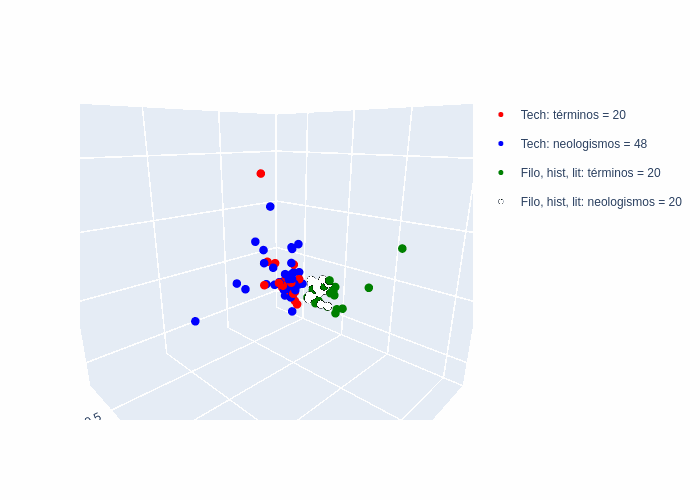 Tech: términos = 20
Tech: neologismos = 48
Filo, hist, lit: términos = 20
Filo, hist, lit: neologismos = 20